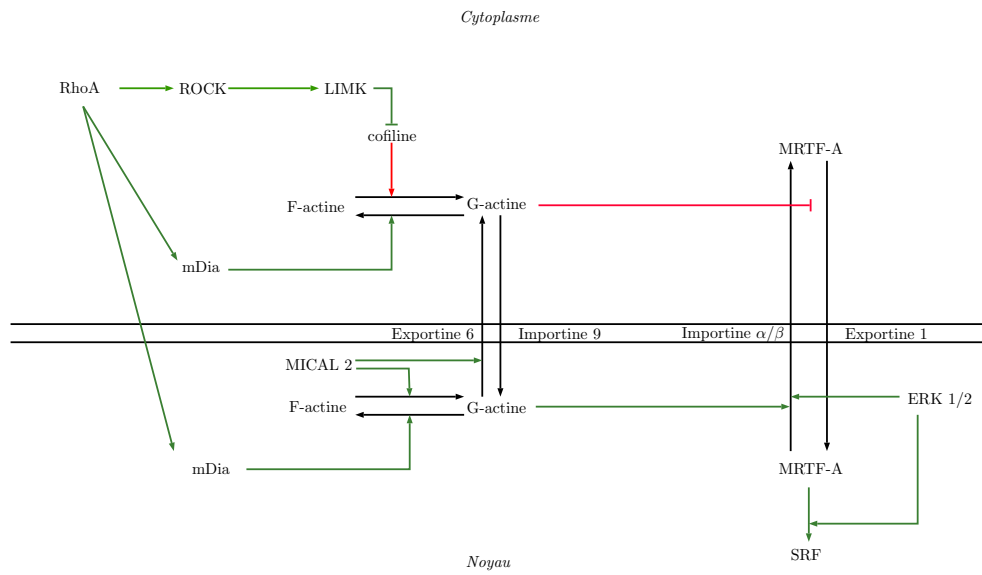 Cytoplasme
RhoA ROCK LIMK
cofiline
MRTF-A
F-actine G-actine
mDia
Exportine 6 Importine 9 Importine α/β Exportine 1
MICAL 2
F-actine G-actine ERK 1/2
mDia MRTF-A
SRF
Noyau